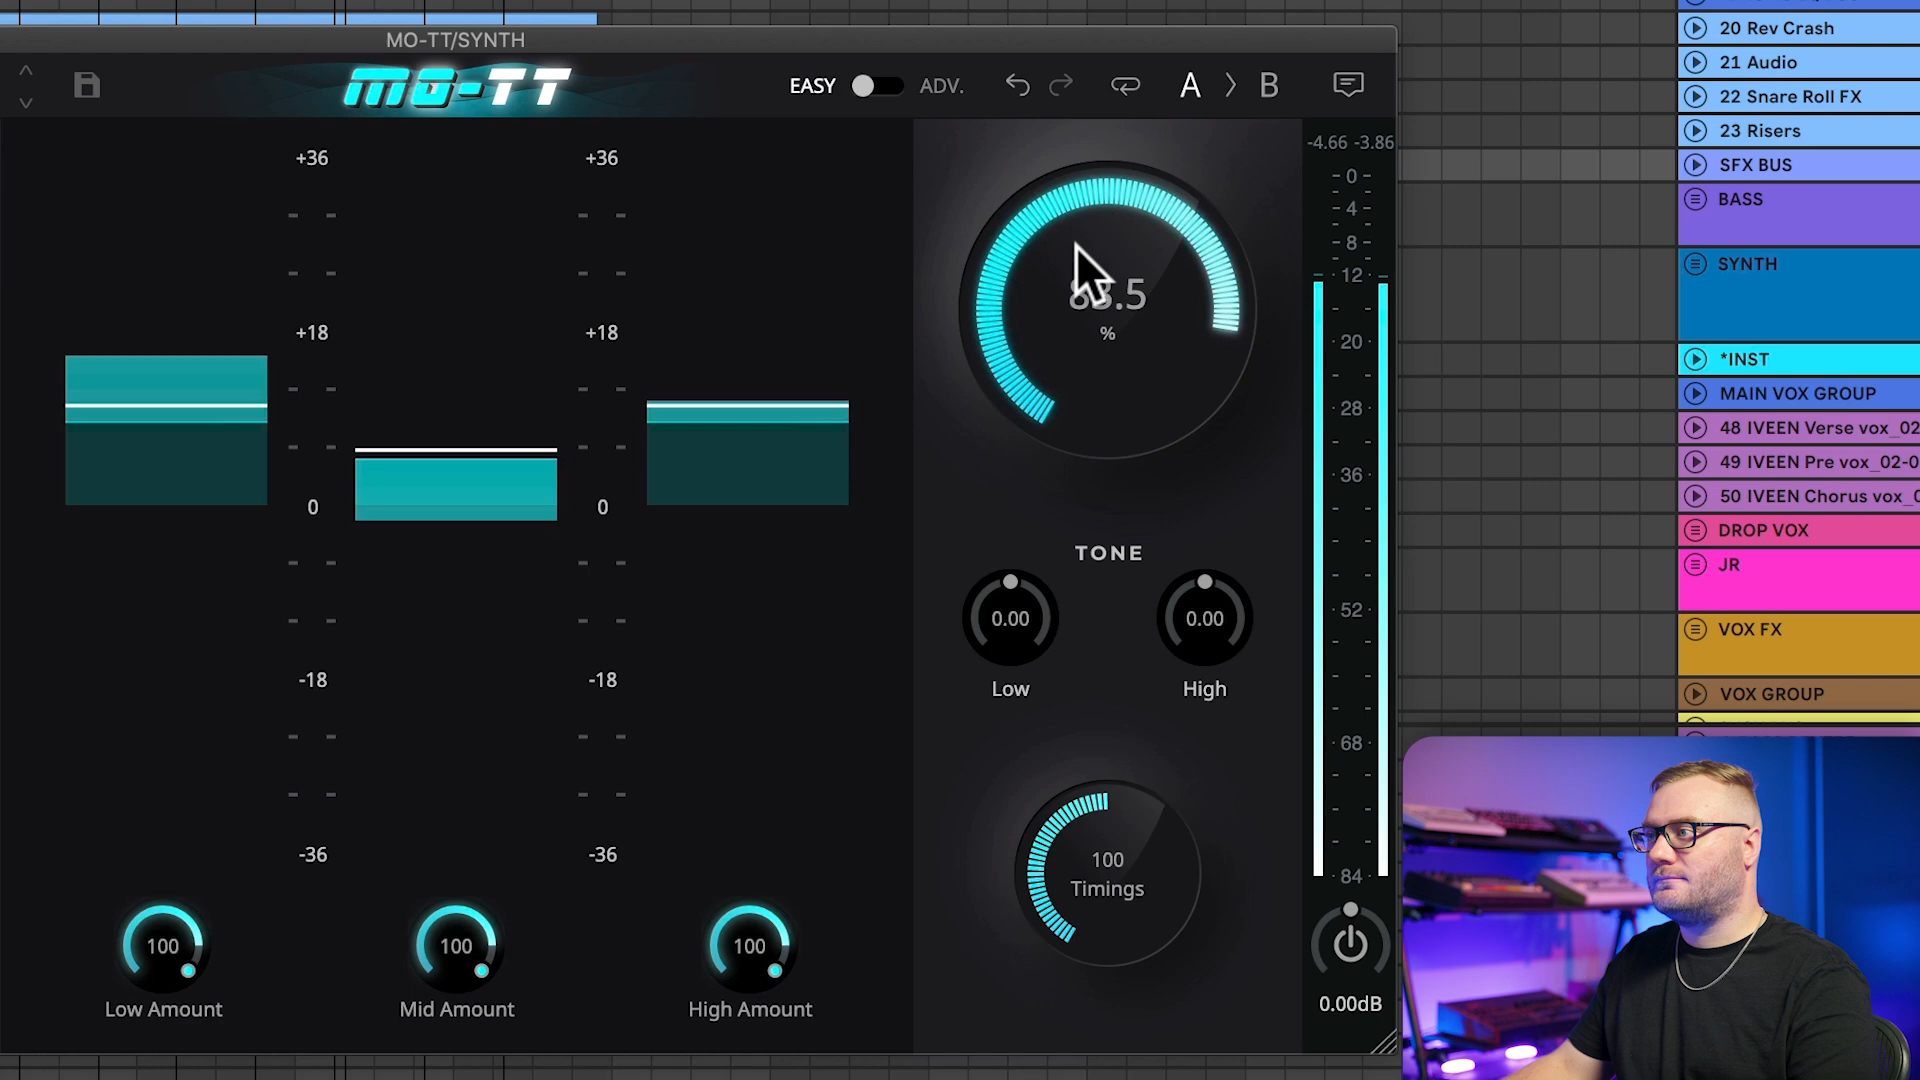 MO-TT/SYNTH
MO-TT
EASY ADV. A B
+36 +36
+18 +18
0 0
-18 -18
-36 -36
100 100 100
Low Amount Mid Amount High Amount
%
TONE
0.00 0.00
Low High
100
Timings
-4.66 -3.86
0
4
8
12
20
28
36
52
68
84
0.00dB
20 Rev Crash
21 Audio
22 Snare Roll FX
23 Risers
SFX BUS
BASS
SYNTH
*INST
MAIN VOX GROUP
48 IVEEN Verse vox_02
49 IVEEN Pre vox_02-0
50 IVEEN Chorus vox_0
DROP VOX
JR
VOX FX
VOX GROUP